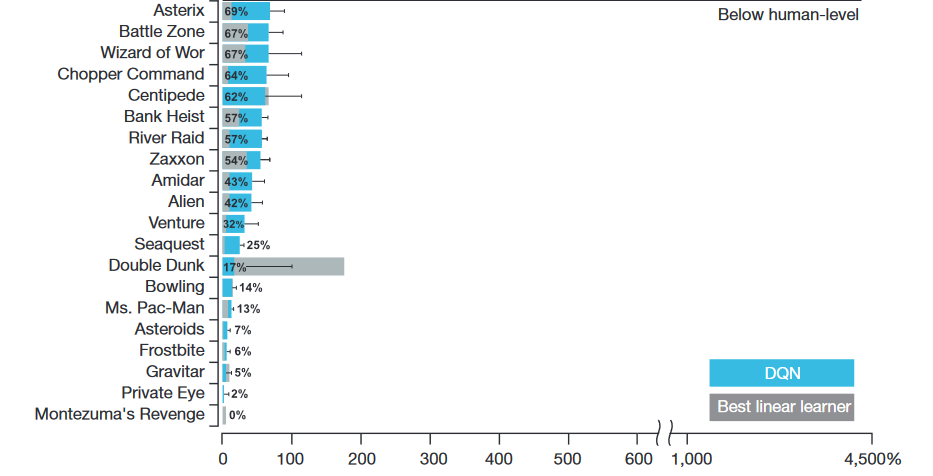 Below human-level
Asterix 69%
Battle Zone 67%
Wizard of Wor 67%
Chopper Command 64%
Centipede 62%
Bank Heist 57%
River Raid 57%
Zaxxon 54%
Amidar 43%
Alien 42%
Venture 32%
Seaquest 25%
Double Dunk 17%
Bowling 14%
Ms. Pac-Man 13%
Asteroids 7%
Frostbite 6%
Gravitar 5%
Private Eye 2%
Montezuma's Revenge 0%
DQN
Best linear learner
0 100 200 300 400 500 600 1,000 4,500%